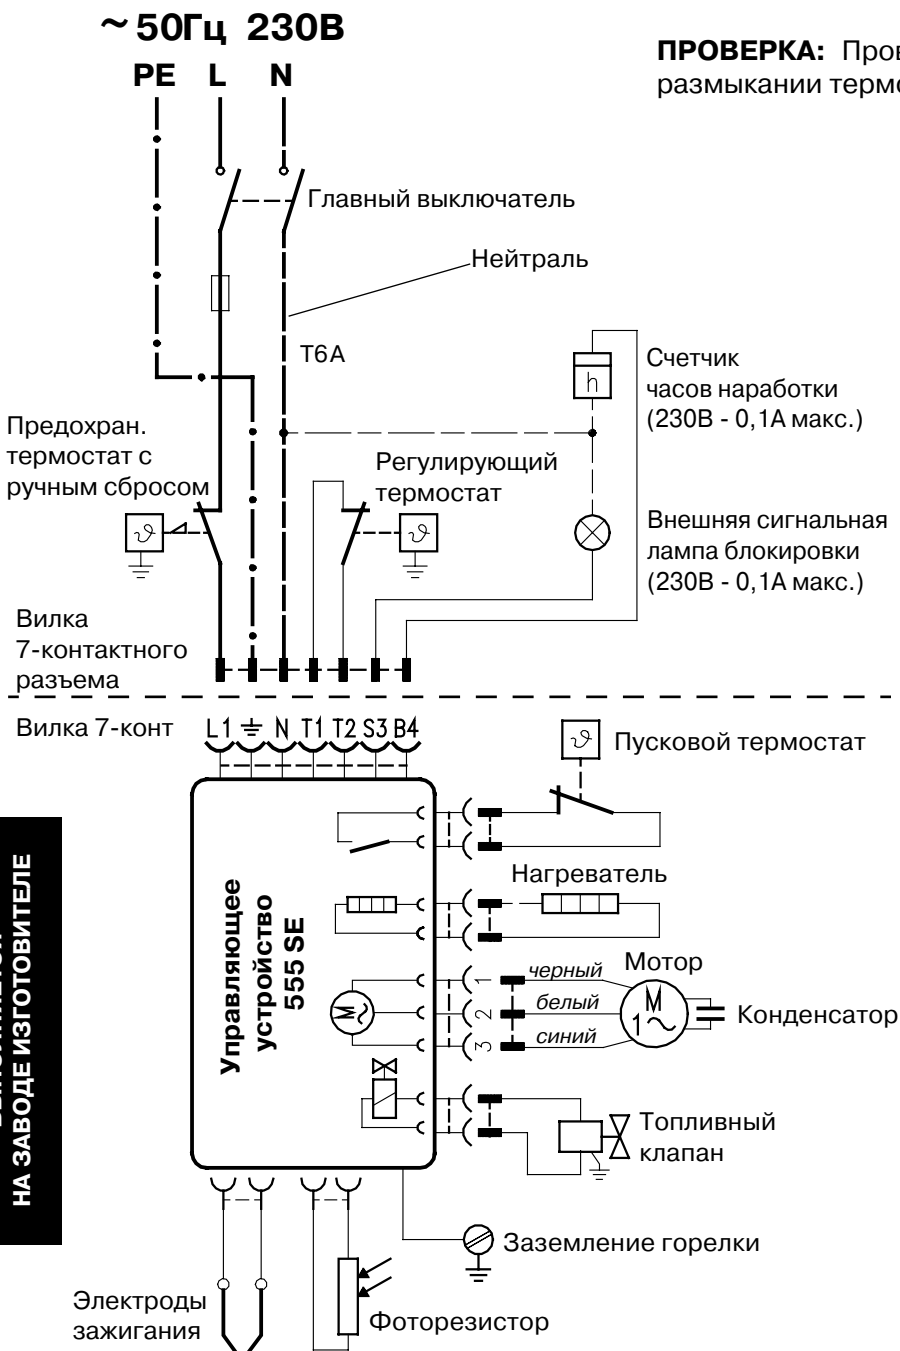 ~ 50Гц 230В
PE L N
ПРОВЕРКА:
размыкании
Главный выключатель
Нейтраль
T6A
h
Счетчик
часов наработки
(230В - 0,1А макс.)
Предохран.
термостат с
ручным сбросом
Регулирующий
термостат
ϑ
ϑ
Внешняя сигнальная
лампа блокировки
(230В - 0,1А макс.)
Вилка
7-контактного
разъема
Вилка 7-конт
L1 N T1 T2 S3 B4
ϑ
Пусковой термостат
НА ЗАВОДЕ ИЗГОТОВИТЕЛЕ
Управляющее
устройство
555 SE
Нагреватель
M~
1 черный
2 белый
3 синий
Мотор
M
1~
Конденсатор
Топливный
клапан
Заземление горелки
Электроды
зажигания
Фоторезистор